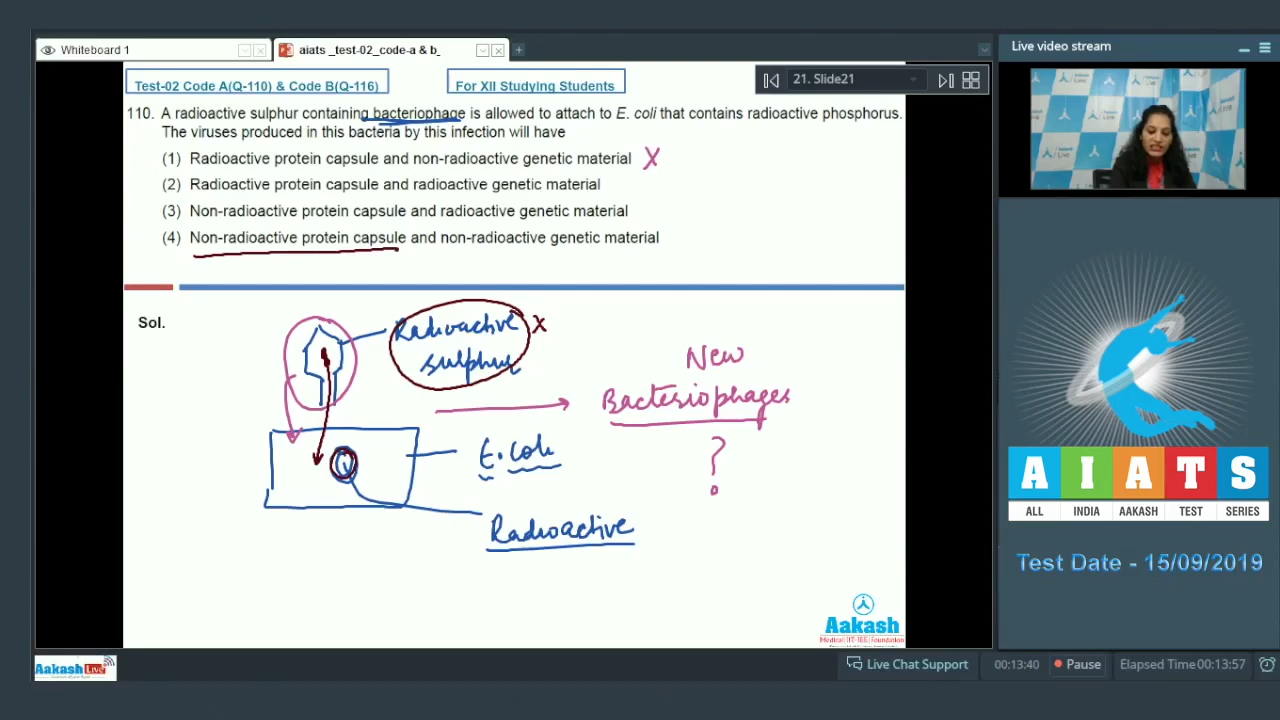 Whiteboard 1
aiats _test-02_code-a & b_
Live video stream
Test-02 Code A(Q-110) & Code B(Q-116)
For XII Studying Students
21. Slide21
110. A radioactive sulphur containing bacteriophage is allowed to attach to E. coli that contains radioactive phosphorus.
The viruses produced in this bacteria by this infection will have
(1) Radioactive protein capsule and non-radioactive genetic material X
(2) Radioactive protein capsule and radioactive genetic material
(3) Non-radioactive protein capsule and radioactive genetic material
(4) Non-radioactive protein capsule and non-radioactive genetic material
Sol.
Radioactive X
sulphur
New
Bacteriophages
?
E. coli
Radioactive
AIATS
ALL INDIA AAKASH TEST SERIES
Test Date - 15/09/2019
Aakash
Medical|IIT-JEE|Foundation
Aakash Live
Live Chat Support
00:13:40
Pause
Elapsed Time 00:13:57